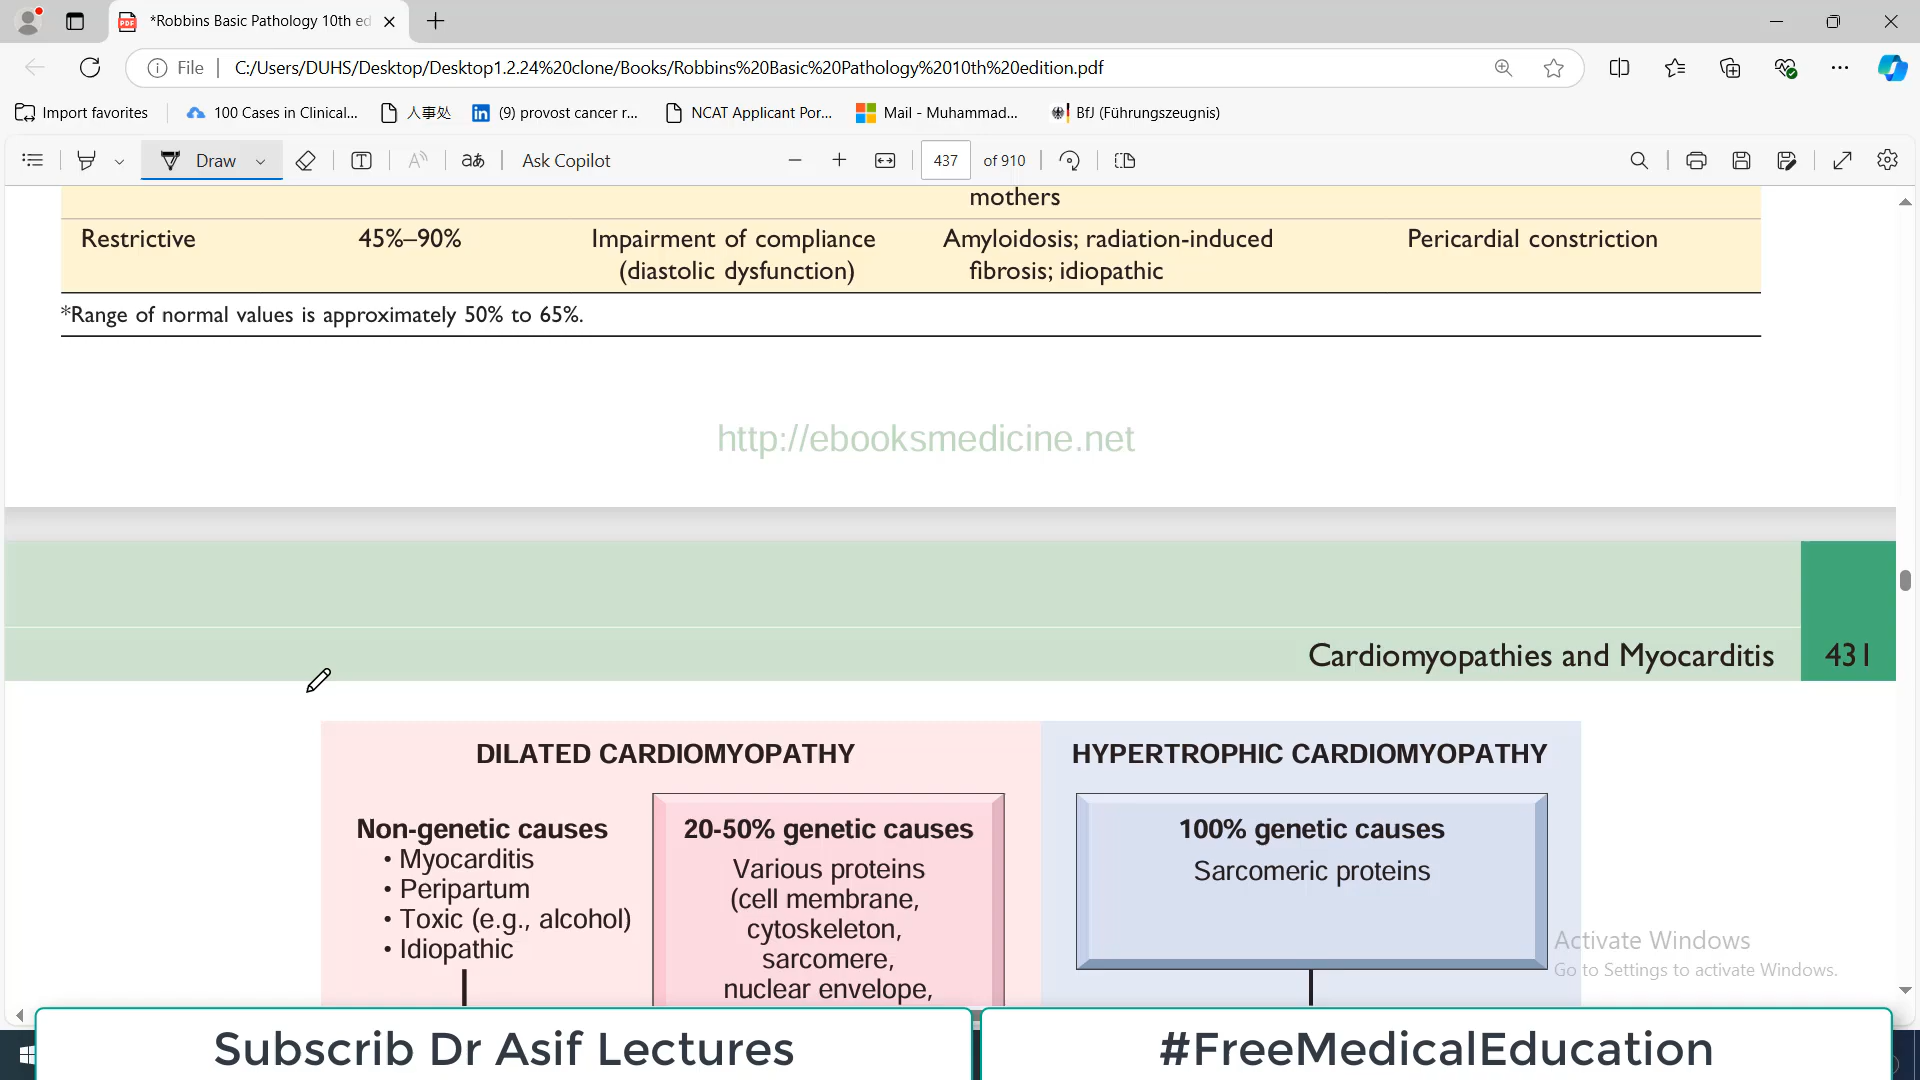 *Robbins Basic Pathology 10th ed
File
C:/Users/DUHS/Desktop/Desktop1.2.24%20clone/Books/Robbins%20Basic%20Pathology%2010th%20edition.pdf
Import favorites
100 Cases in Clinical...
人事处
(9) provost cancer r...
NCAT Applicant Por...
Mail - Muhammad...
BfJ (Führungszeugnis)
Draw
Ask Copilot
437 of 910
mothers
Restrictive 45%–90% Impairment of compliance Amyloidosis; radiation-induced Pericardial constriction
(diastolic dysfunction) fibrosis; idiopathic
*Range of normal values is approximately 50% to 65%.
http://ebooksmedicine.net
Cardiomyopathies and Myocarditis 431
DILATED CARDIOMYOPATHY
Non-genetic causes
• Myocarditis
• Peripartum
• Toxic (e.g., alcohol)
• Idiopathic
20-50% genetic causes
Various proteins
(cell membrane,
cytoskeleton,
sarcomere,
nuclear envelope,
HYPERTROPHIC CARDIOMYOPATHY
100% genetic causes
Sarcomeric proteins
Activate Windows
Go to Settings to activate Windows.
Subscrib Dr Asif Lectures
#FreeMedicalEducation